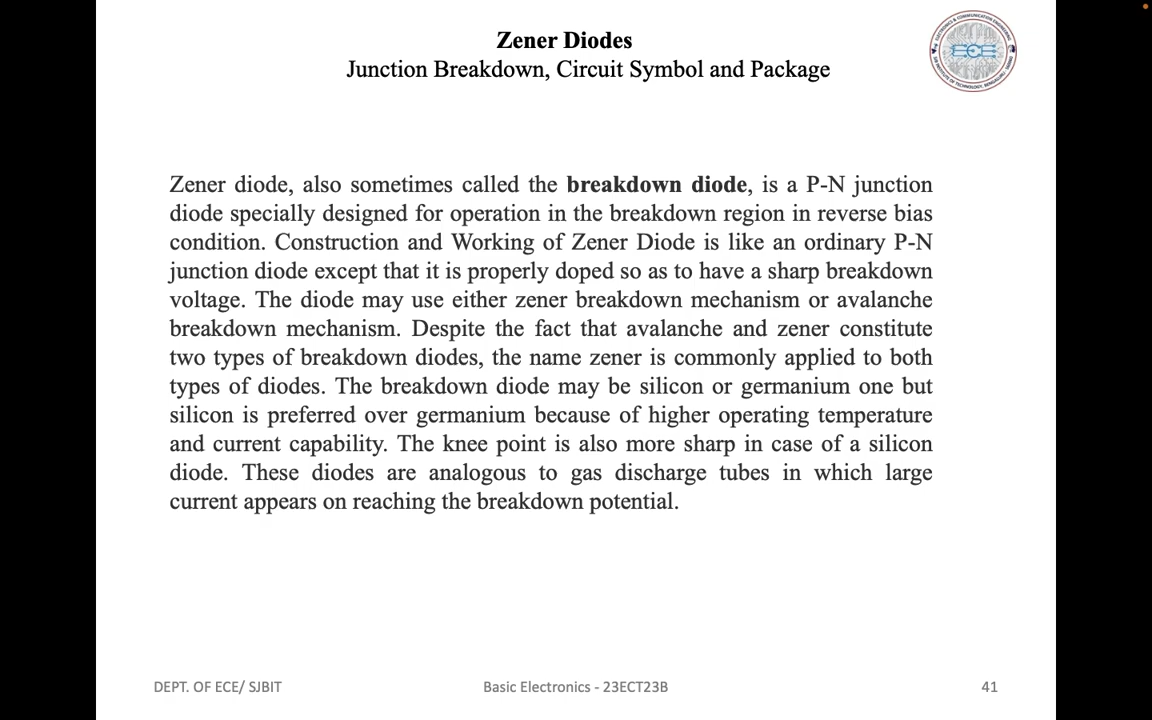 Zener Diodes
Junction Breakdown, Circuit Symbol and Package
ECE
Zener diode, also sometimes called the breakdown diode, is a P-N junction
diode specially designed for operation in the breakdown region in reverse bias
condition. Construction and Working of Zener Diode is like an ordinary P-N
junction diode except that it is properly doped so as to have a sharp breakdown
voltage. The diode may use either zener breakdown mechanism or avalanche
breakdown mechanism. Despite the fact that avalanche and zener constitute
two types of breakdown diodes, the name zener is commonly applied to both
types of diodes. The breakdown diode may be silicon or germanium one but
silicon is preferred over germanium because of higher operating temperature
and current capability. The knee point is also more sharp in case of a silicon
diode. These diodes are analogous to gas discharge tubes in which large
current appears on reaching the breakdown potential.
DEPT. OF ECE/ SJBIT
Basic Electronics - 23ECT23B
41